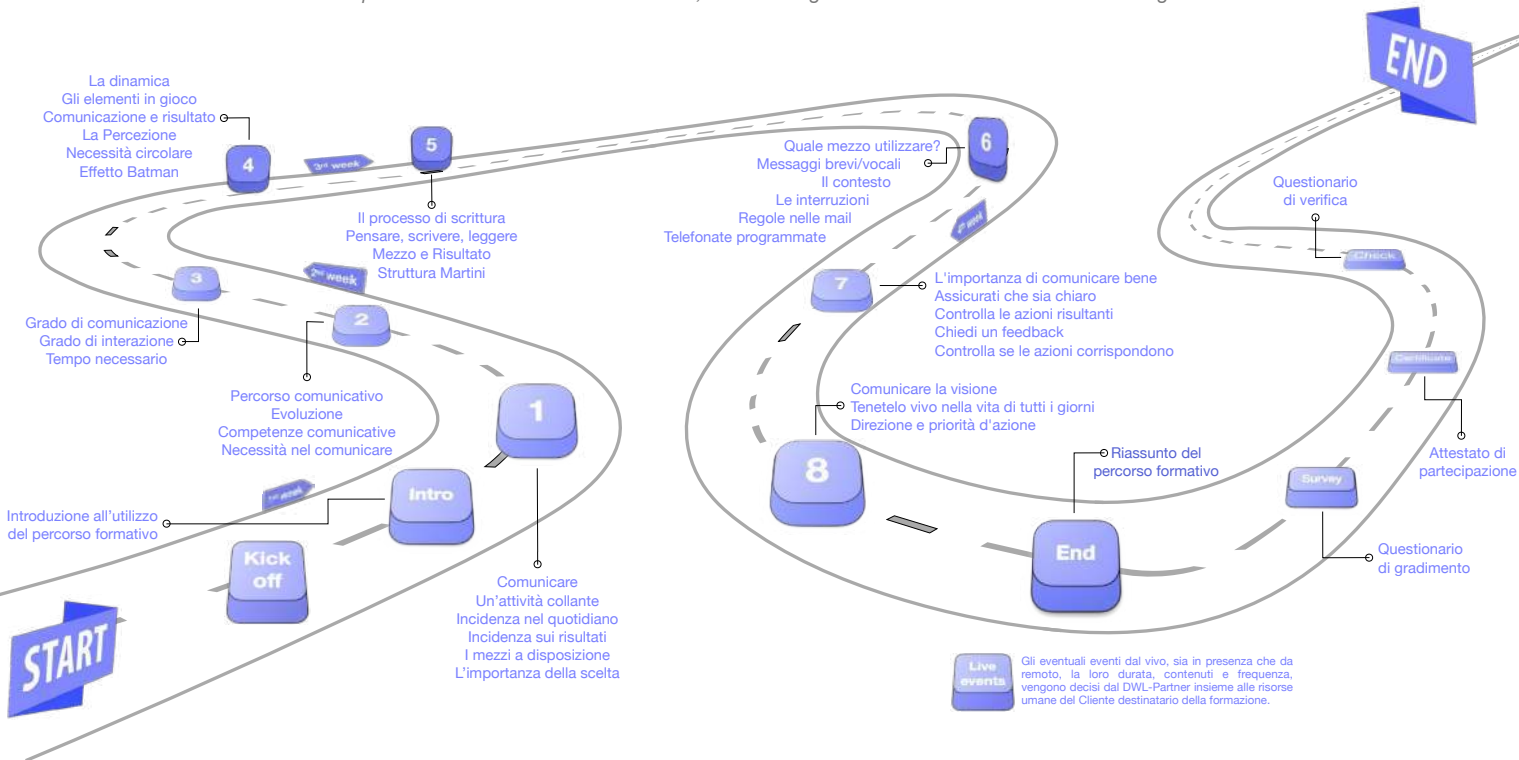 START
Kick
off
Introduzione all'utilizzo
del percorso formativo
Intro
1st week
1
Comunicare
Un'attività collante
Incidenza nel quotidiano
Incidenza sui risultati
I mezzi a disposizione
L'importanza della scelta
2
Percorso comunicativo
Evoluzione
Competenze comunicative
Necessità nel comunicare
2nd week
3
Grado di comunicazione
Grado di interazione
Tempo necessario
4
La dinamica
Gli elementi in gioco
Comunicazione e risultato
La Percezione
Necessità circolare
Effetto Batman
3rd week
5
Il processo di scrittura
Pensare, scrivere, leggere
Mezzo e Risultato
Struttura Martini
6
Quale mezzo utilizzare?
Messaggi brevi/vocali
Il contesto
Le interruzioni
Regole nelle mail
Telefonate programmate
4th week
7
L'importanza di comunicare bene
Assicurati che sia chiaro
Controlla le azioni risultanti
Chiedi un feedback
Controlla se le azioni corrispondono
8
Comunicare la visione
Tenetelo vivo nella vita di tutti i giorni
Direzione e priorità d'azione
End
Riassunto del
percorso formativo
Survey
Questionario
di gradimento
Certificate
Attestato di
partecipazione
Check
Questionario
di verifica
END
Live
events
Gli eventuali eventi dal vivo, sia in presenza che da
remoto, la loro durata, contenuti e frequenza,
vengono decisi dal DWL-Partner insieme alle risorse
umane del Cliente destinatario della formazione.